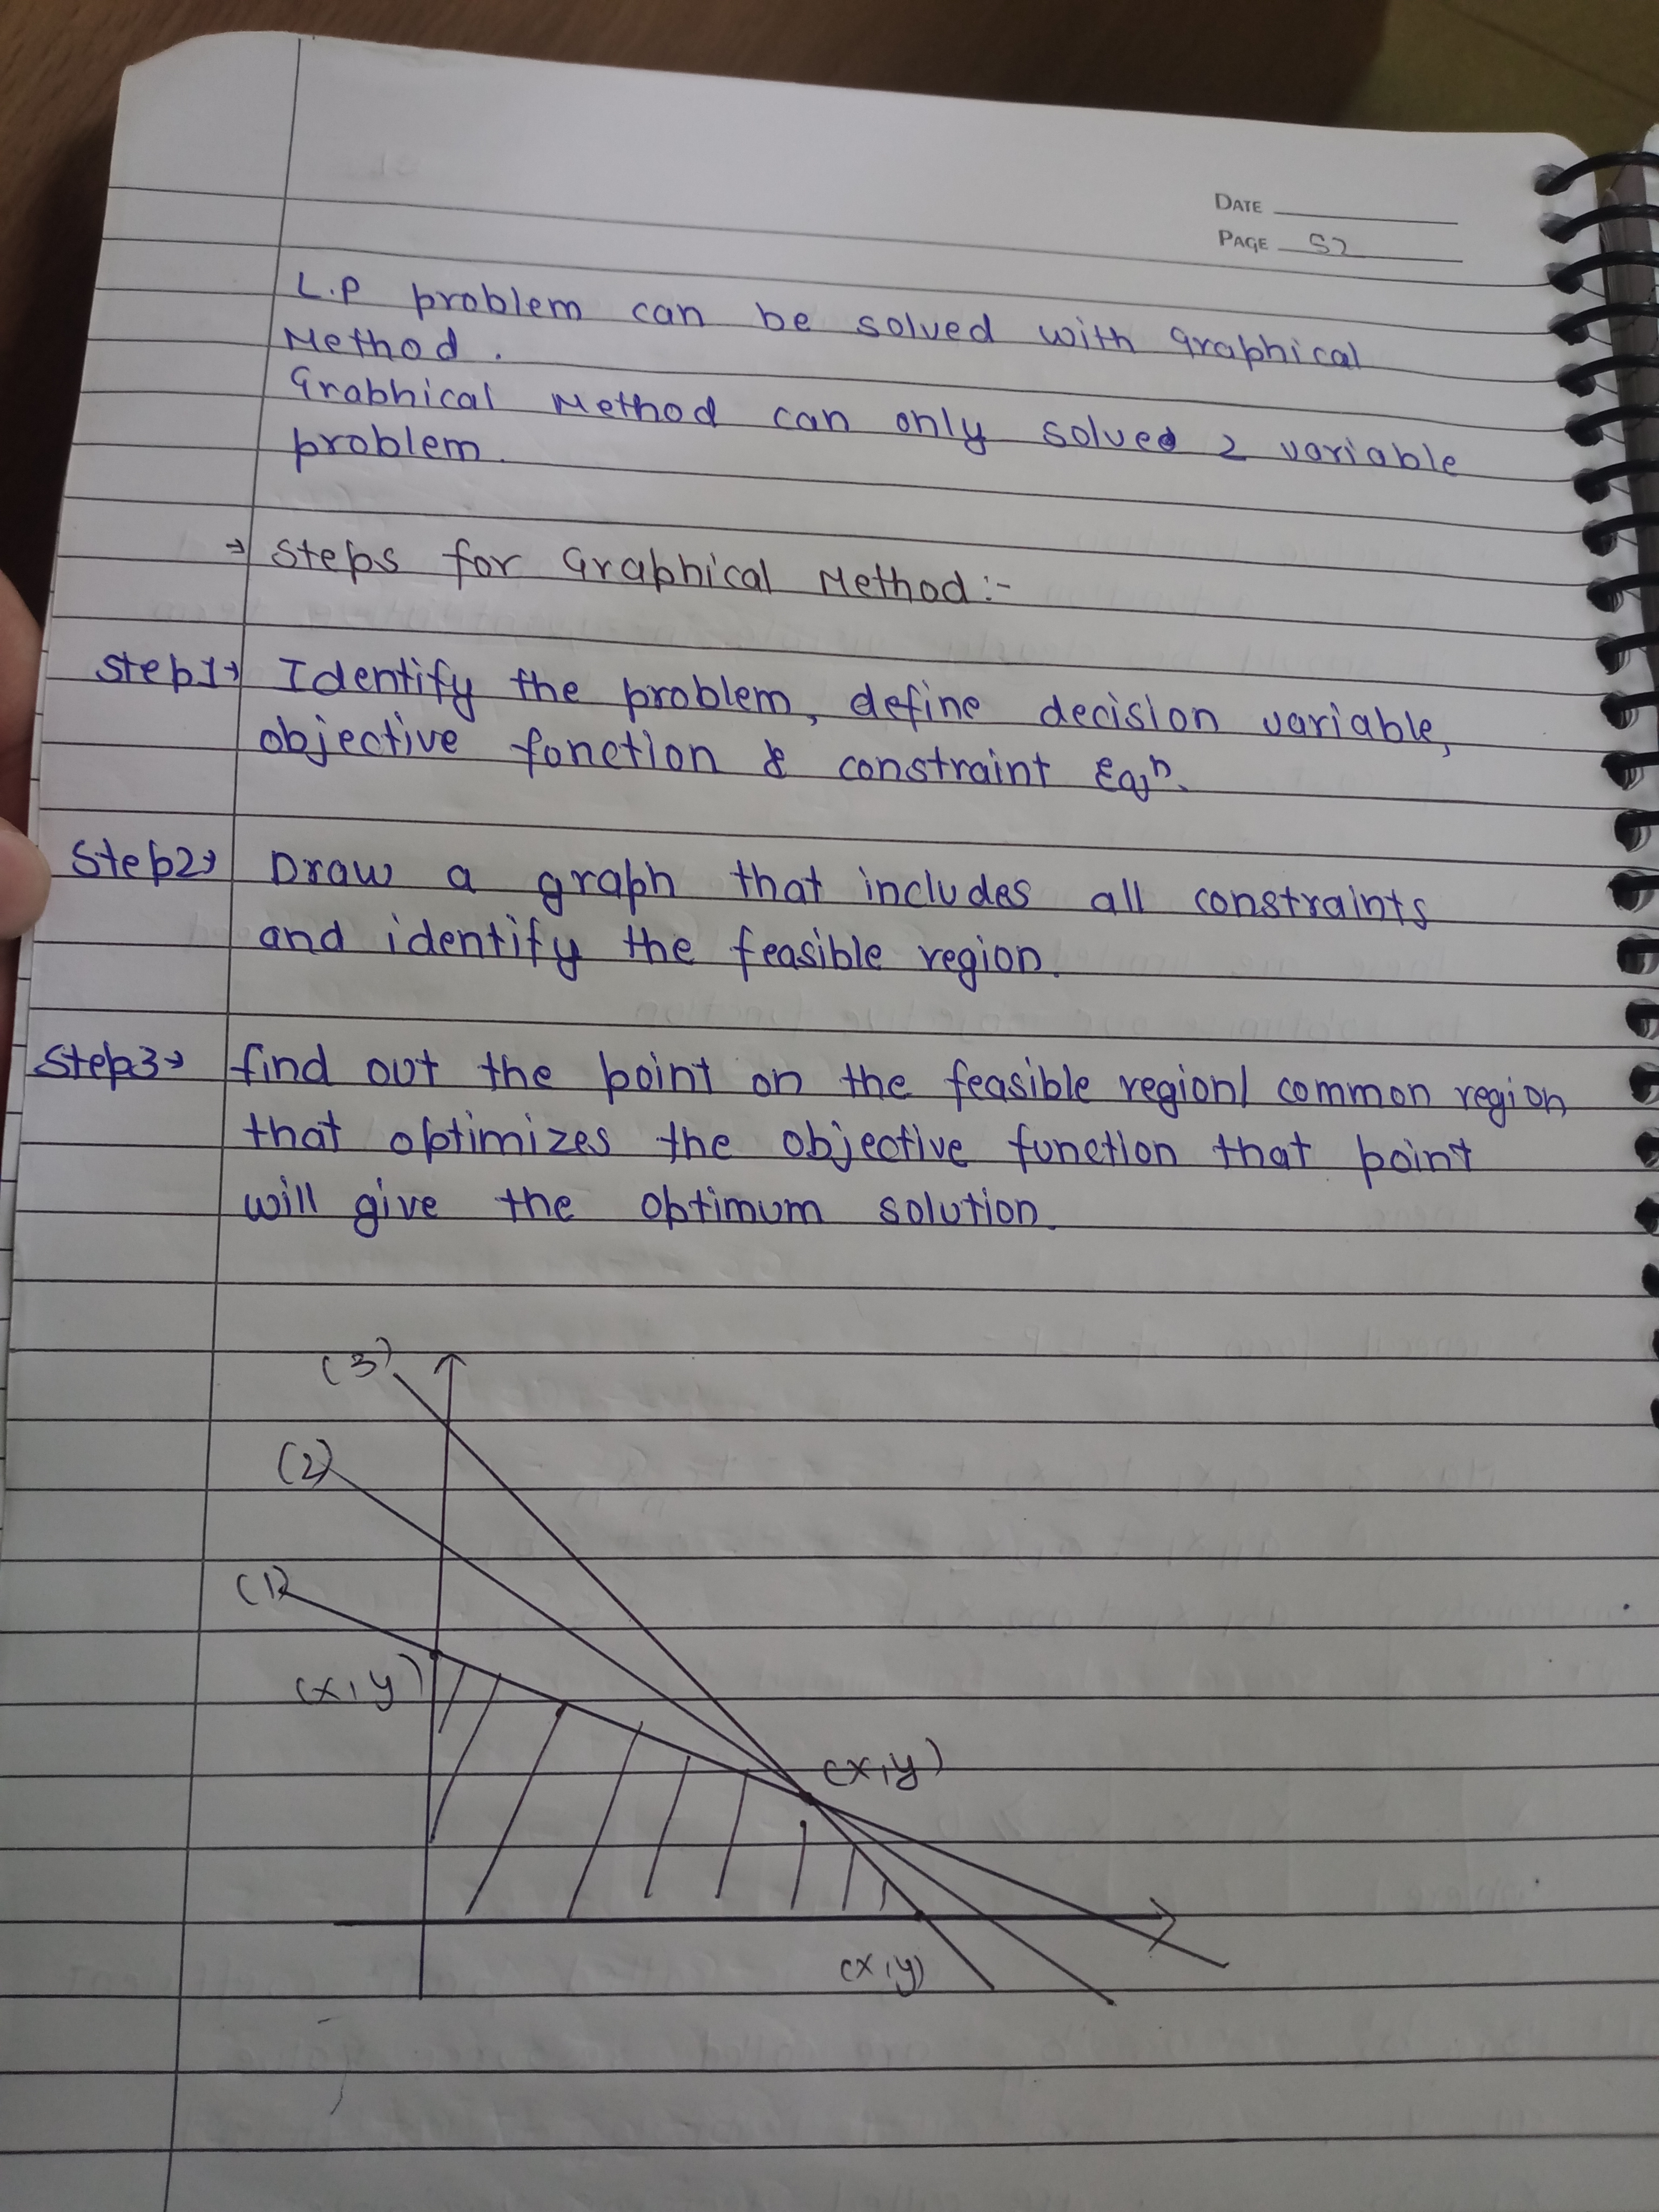 DATE
PAGE 52
L.P problem can be solved with Graphical
Method.
Graphical Method can only solved 2 variable
problem.
→ Steps for Graphical Method:-
Step1→ Identify the problem, define decision variable,
objective fonction & constraint Eqⁿ.
Step2→ Draw a graph that includes all constraints
and identify the feasible region.
Step3→ find out the point on the feasible region/ common region
that optimizes the objective function that point
will give the optimum solution.
(3)
(2)
(1)
(x,y)
(x,y)
(x,y)